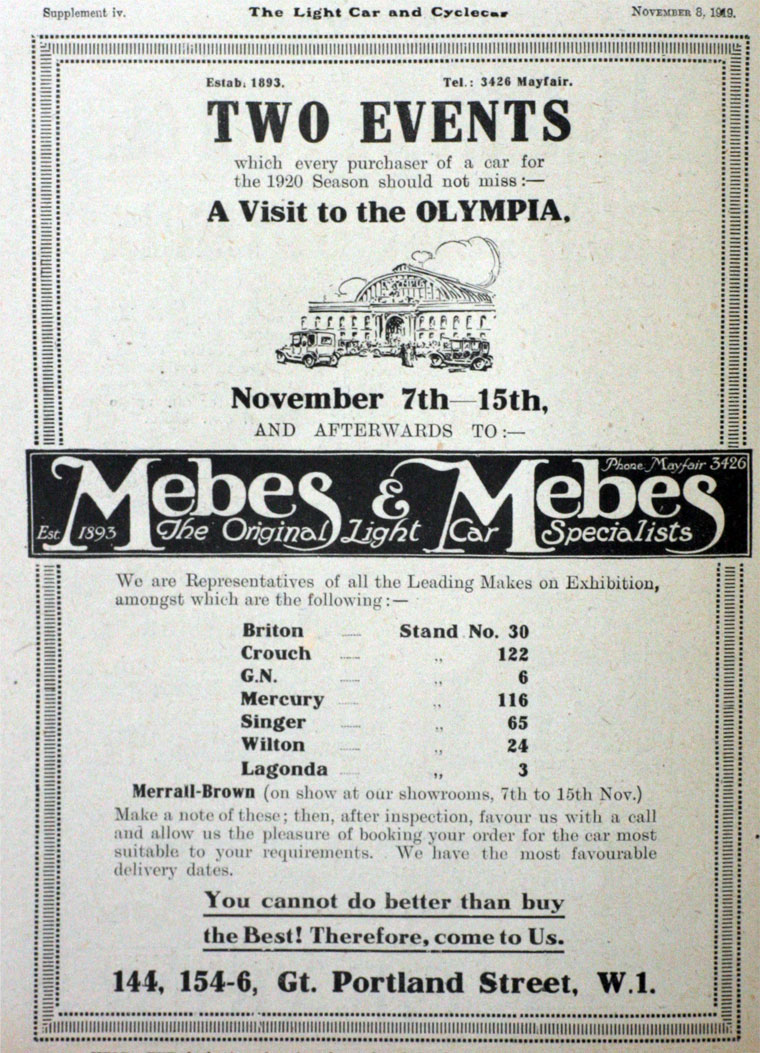 Supplement iv. The Light Car and Cyclecar November 8, 1919.
Estab. 1893. Tel.: 3426 Mayfair.
TWO EVENTS
which every purchaser of a car for
the 1920 Season should not miss:—
A Visit to the OLYMPIA.
November 7th—15th,
AND AFTERWARDS TO:—
Phone: Mayfair 3426
Mebes & Mebes
Est 1893 The Original Light Car Specialists
We are Representatives of all the Leading Makes on Exhibition,
amongst which are the following:—
Briton Stand No. 30
Crouch ,, 122
G.N. ,, 6
Mercury ,, 116
Singer ,, 65
Wilton ,, 24
Lagonda ,, 3
Merrall-Brown (on show at our showrooms, 7th to 15th Nov.)
Make a note of these; then, after inspection, favour us with a call
and allow us the pleasure of booking your order for the car most
suitable to your requirements. We have the most favourable
delivery dates.
You cannot do better than buy
the Best! Therefore, come to Us.
144, 154-6, Gt. Portland Street, W.1.